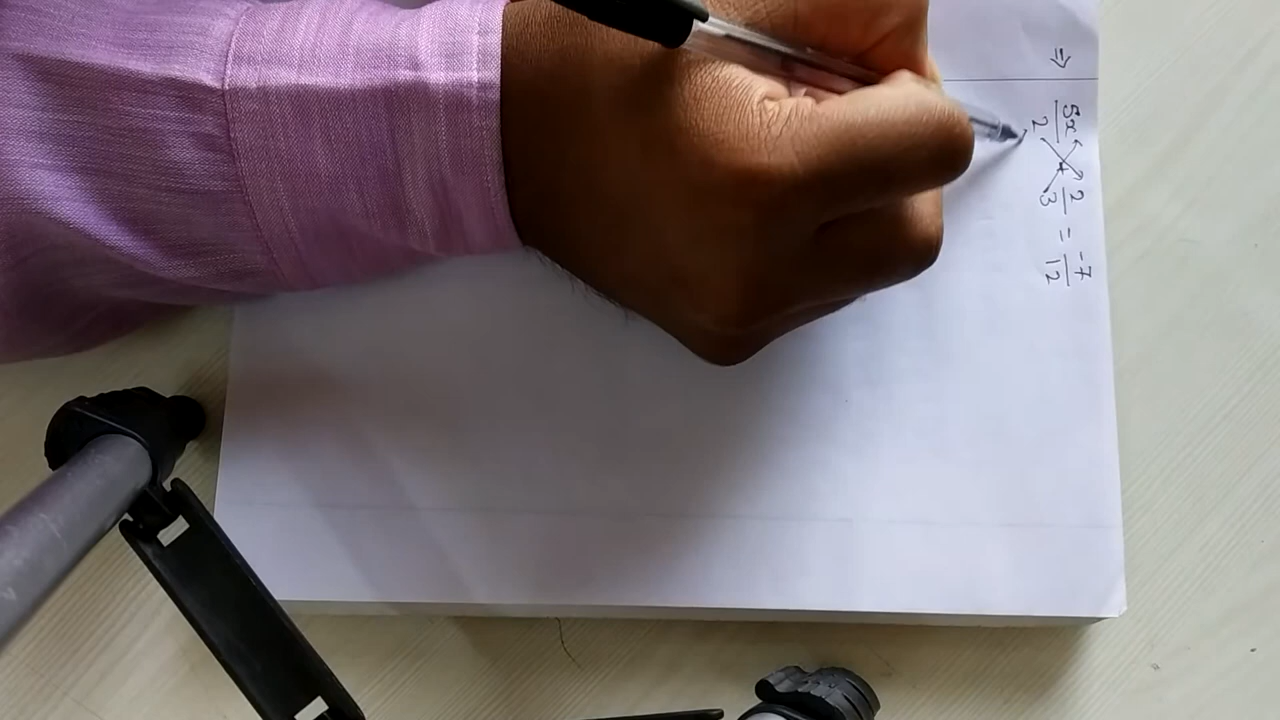 ⇒ 5x/2 + 2/3 = -7/12